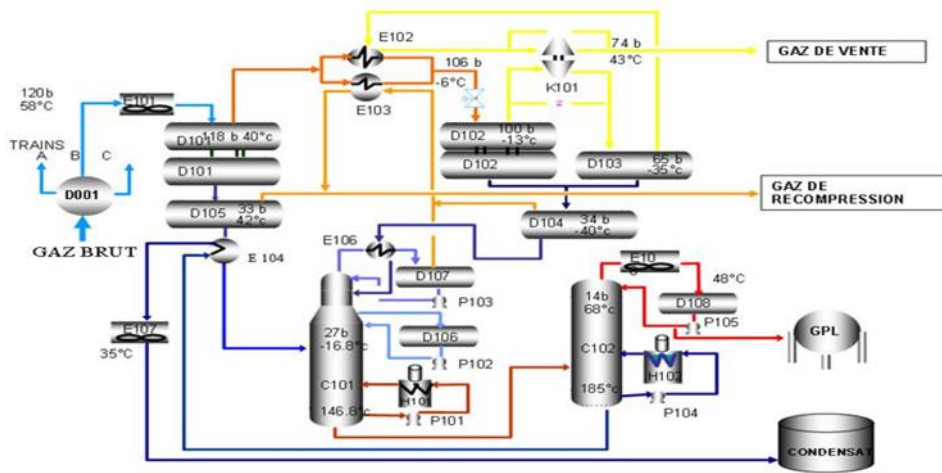 E102
74 b
43°C
GAZ DE VENTE
106 b
-6°C
K101
E103
120b
58°C
E101
TRAINS
A
B
C
D001
GAZ BRUT
118 b 40°c
D101
D101
D105
33 b
42°c
E 104
D102
100 b
-13°c
D102
D103
65 b
-35°c
GAZ DE
RECOMPRESSION
D104
34 b
-40°c
E106
D107
P103
D106
P102
27b
-16.8°c
C101
146.8°c
P101
E107
35°C
E10
48°C
D108
P105
14b
68°c
C102
H102
185°c
P104
GPL
CONDENSAT